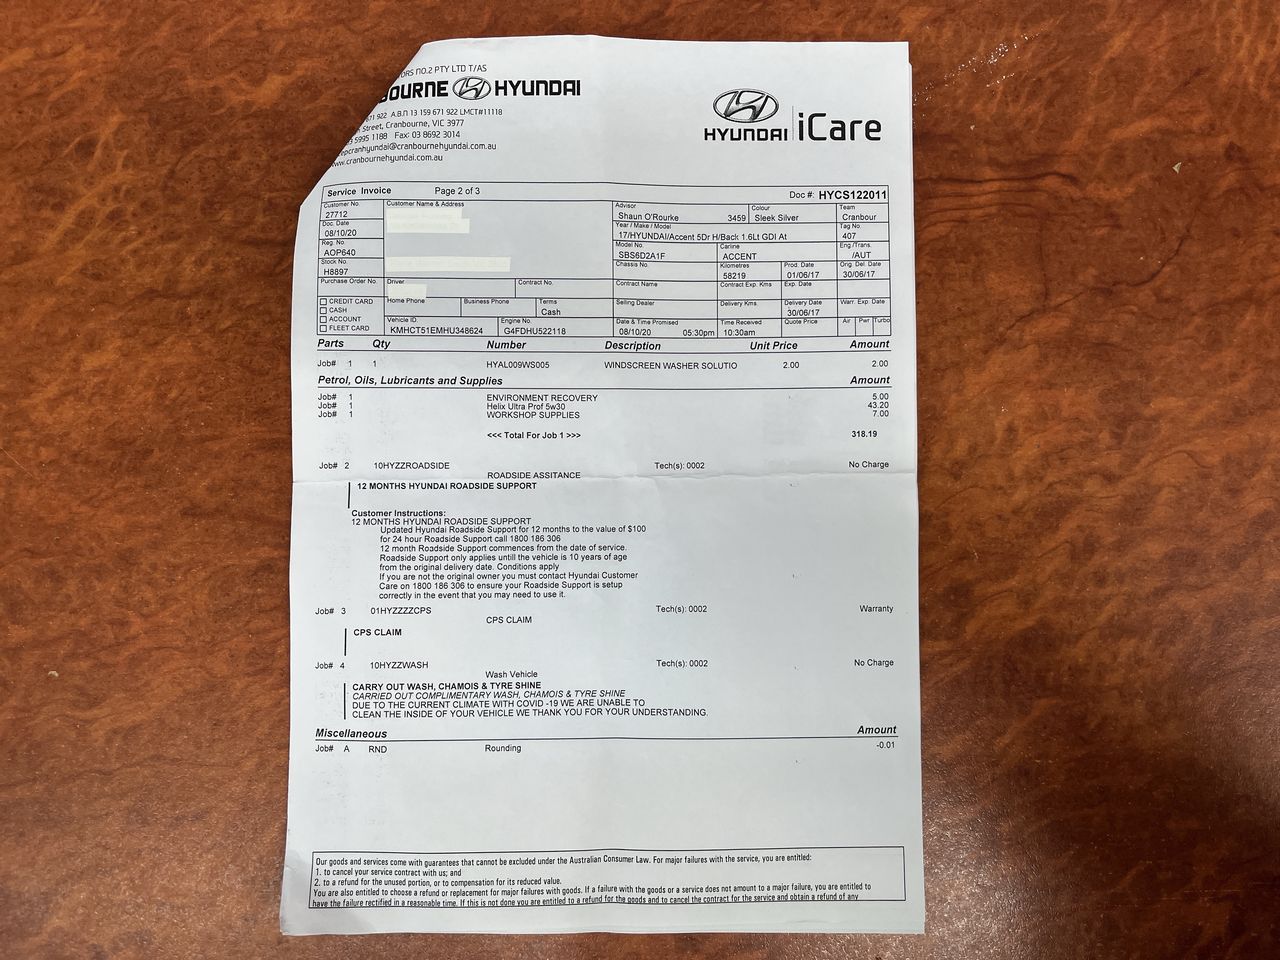 ORS NO.2 PTY LTD T/AS
BOURNE HYUNDAI
671 922 A.B.N 13 159 671 922 LMCT#11118
Street, Cranbourne, VIC 3977
5995 1188 Fax: 03 8692 3014
epcranhyundai@cranbournehyundai.com.au
www.cranbournehyundai.com.au
HYUNDAI iCare
Service Invoice Page 2 of 3 Doc #: HYCS122011
Customer No. Customer Name & Address Advisor Colour Team
27712 Shaun O'Rourke 3459 Sleek Silver Cranbour
Doc. Date Year / Make / Model Tag No.
08/10/20 17/HYUNDAI/Accent 5Dr H/Back 1.6Lt GDI At 407
Reg. No. Model No. Carline Eng /Trans.
AOP640 SBS6D2A1F ACCENT /AUT
Stock No. Chassis No. Kilometres Prod. Date Orig. Del. Date
H8897 58219 01/06/17 30/06/17
Purchase Order No. Driver Contract No. Contract Name Contract Exp. Kms Exp. Date
CREDIT CARD Home Phone Business Phone Terms Selling Dealer Delivery Kms. Delivery Date Warr. Exp. Date
CASH Cash 30/06/17
ACCOUNT Vehicle ID. Engine No. Date & Time Promised Time Received Quote Price Air Pwr Turbo
FLEET CARD KMHCT51EMHU348624 G4FDHU522118 08/10/20 05:30pm 10:30am
Parts Qty Number Description Unit Price Amount
Job# 1 1 HYAL009WS005 WINDSCREEN WASHER SOLUTIO 2.00 2.00
Petrol, Oils, Lubricants and Supplies Amount
Job# 1 ENVIRONMENT RECOVERY 5.00
Job# 1 Helix Ultra Prof 5w30 43.20
Job# 1 WORKSHOP SUPPLIES 7.00
<<< Total For Job 1 >>> 318.19
Job# 2 10HYZZROADSIDE Tech(s): 0002 No Charge
ROADSIDE ASSITANCE
12 MONTHS HYUNDAI ROADSIDE SUPPORT
Customer Instructions:
12 MONTHS HYUNDAI ROADSIDE SUPPORT
Updated Hyundai Roadside Support for 12 months to the value of $100
for 24 hour Roadside Support call 1800 186 306
12 month Roadside Support commences from the date of service.
Roadside Support only applies untill the vehicle is 10 years of age
from the original delivery date. Conditions apply
If you are not the original owner you must contact Hyundai Customer
Care on 1800 186 306 to ensure your Roadside Support is setup
correctly in the event that you may need to use it.
Job# 3 01HYZZZZCPS Tech(s): 0002 Warranty
CPS CLAIM
CPS CLAIM
Job# 4 10HYZZWASH Tech(s): 0002 No Charge
Wash Vehicle
CARRY OUT WASH, CHAMOIS & TYRE SHINE
CARRIED OUT COMPLIMENTARY WASH, CHAMOIS & TYRE SHINE
DUE TO THE CURRENT CLIMATE WITH COVID -19 WE ARE UNABLE TO
CLEAN THE INSIDE OF YOUR VEHICLE WE THANK YOU FOR YOUR UNDERSTANDING.
Miscellaneous Amount
Job# A RND Rounding -0.01
Our goods and services come with guarantees that cannot be excluded under the Australian Consumer Law. For major failures with the service, you are entitled:
1. to cancel your service contract with us; and
2. to a refund for the unused portion, or to compensation for its reduced value.
You are also entitled to choose a refund or replacement for major failures with goods. If a failure with the goods or a service does not amount to a major failure, you are entitled to
have the failure rectified in a reasonable time. If this is not done you are entitled to a refund for the goods and to cancel the contract for the service and obtain a refund of any